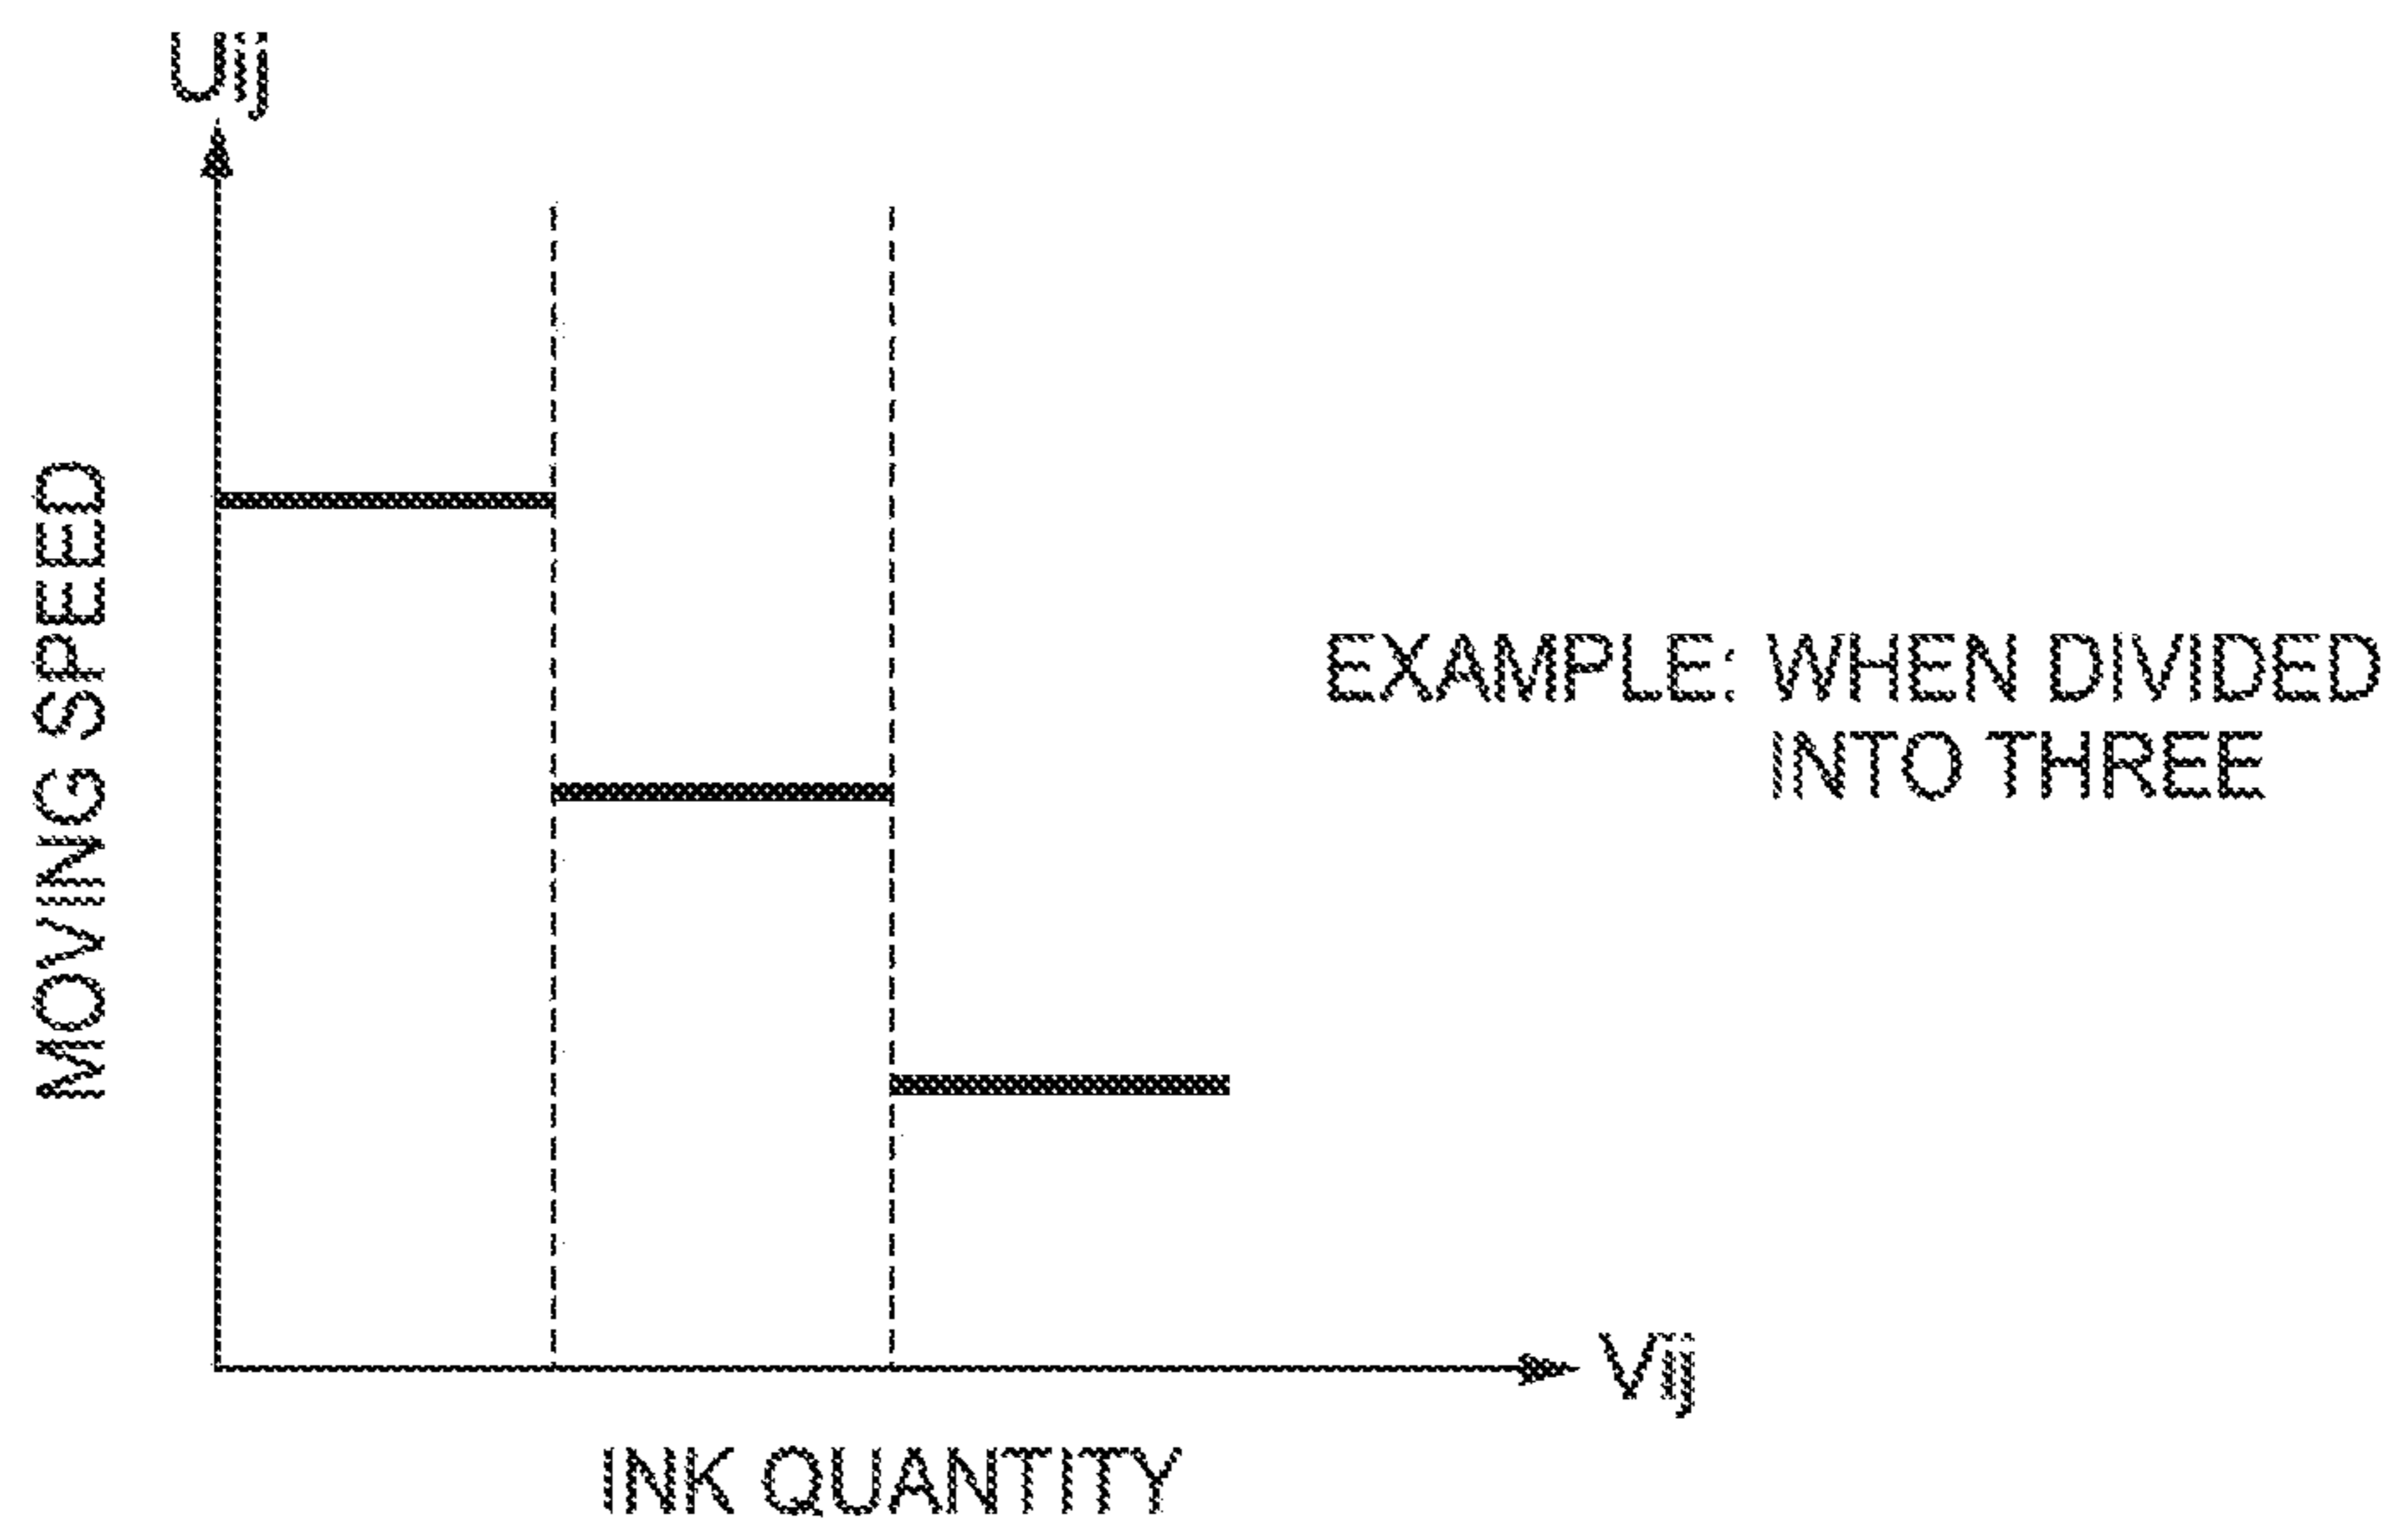 Uij
MOVING SPEED
EXAMPLE: WHEN DIVIDED
INTO THREE
Vij
INK QUANTITY